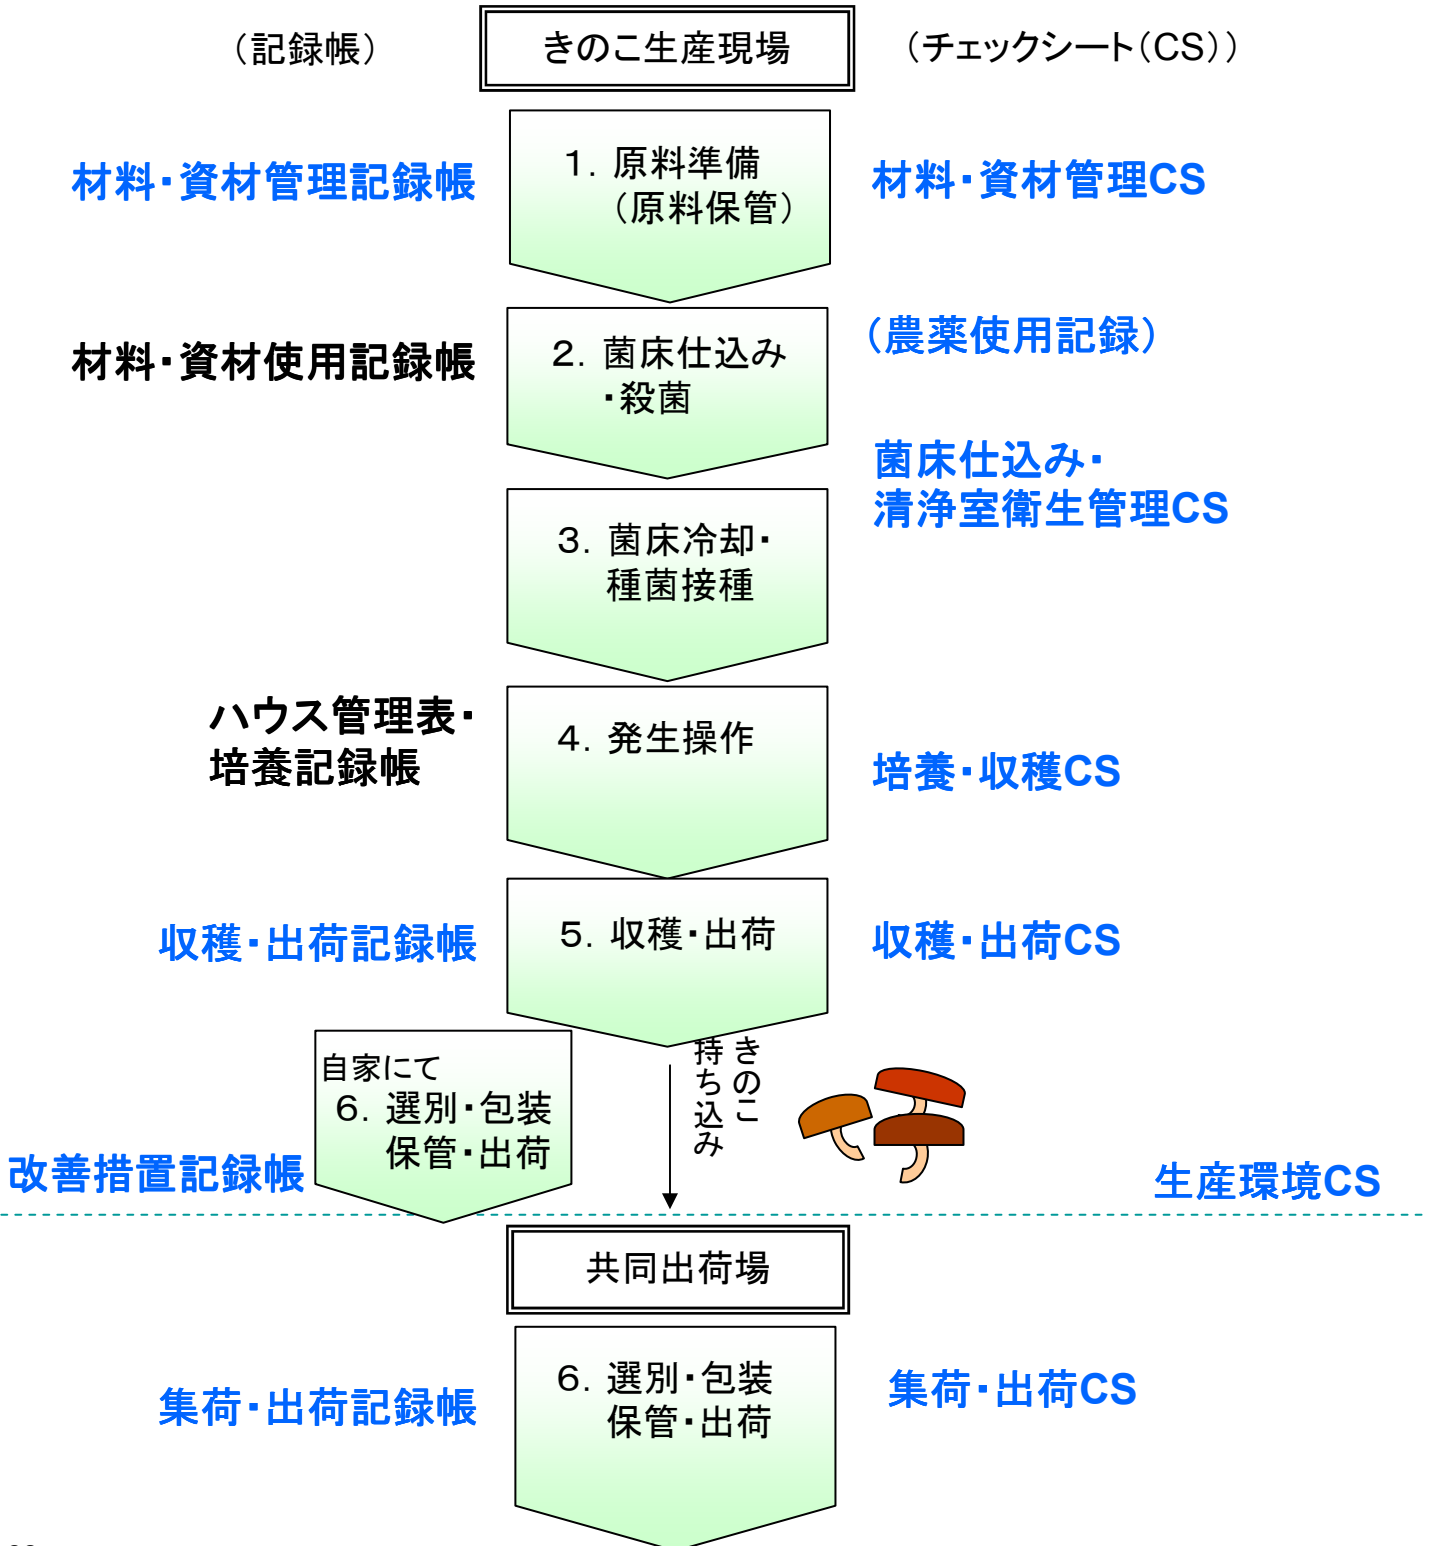 （記録帳）
きのこ生産現場
（チェックシート（CS））
材料・資材管理記録帳
１．原料準備
（原料保管）
材料・資材管理CS
材料・資材使用記録帳
２．菌床仕込み
・殺菌
（農薬使用記録）
菌床仕込み・
清浄室衛生管理CS
３．菌床冷却・
種菌接種
ハウス管理表・
培養記録帳
４．発生操作
培養・収穫CS
収穫・出荷記録帳
５．収穫・出荷
収穫・出荷CS
自家にて
６．選別・包装
保管・出荷
きのこ
持ち込み
改善措置記録帳
生産環境CS
共同出荷場
集荷・出荷記録帳
６．選別・包装
保管・出荷
集荷・出荷CS